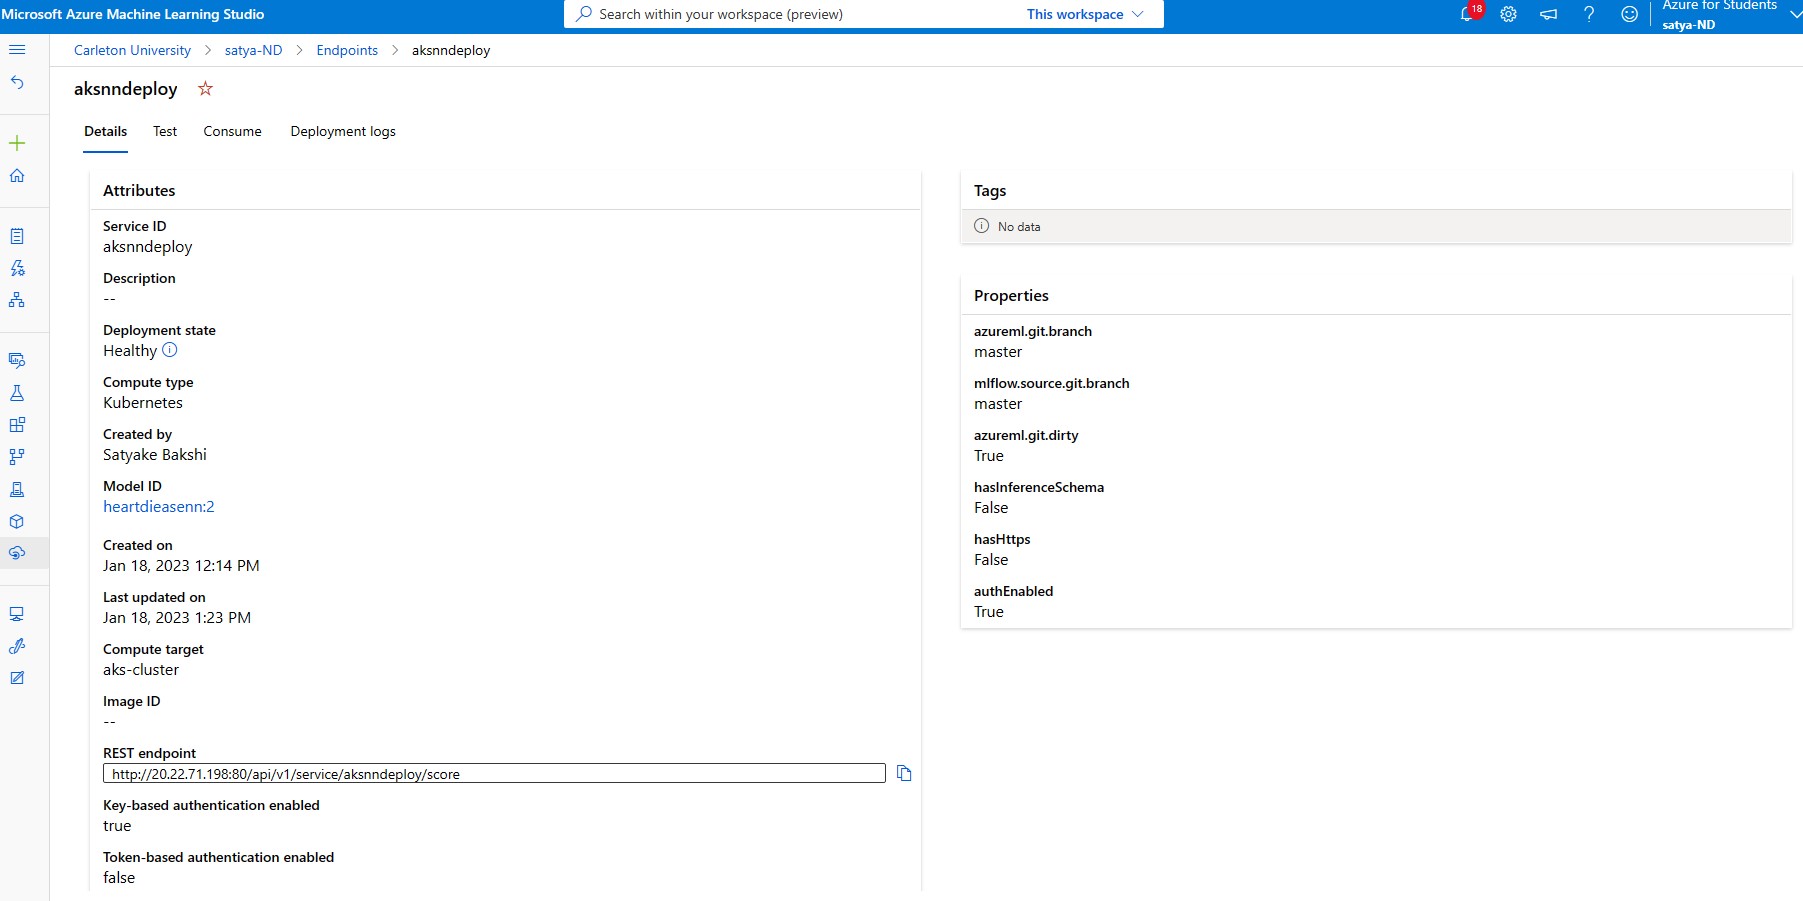 Microsoft Azure Machine Learning Studio
Search within your workspace (preview)
This workspace
18
Azure for Students
satya-ND
Carleton University > satya-ND > Endpoints > aksnndeploy
aksnndeploy
Details Test Consume Deployment logs
Attributes
Service ID
aksnndeploy
Description
--
Deployment state
Healthy
Compute type
Kubernetes
Created by
Satyake Bakshi
Model ID
heartdieasenn:2
Created on
Jan 18, 2023 12:14 PM
Last updated on
Jan 18, 2023 1:23 PM
Compute target
aks-cluster
Image ID
--
REST endpoint
http://20.22.71.198:80/api/v1/service/aksnndeploy/score
Key-based authentication enabled
true
Token-based authentication enabled
false
Tags
No data
Properties
azureml.git.branch
master
mlflow.source.git.branch
master
azureml.git.dirty
True
hasInferenceSchema
False
hasHttps
False
authEnabled
True